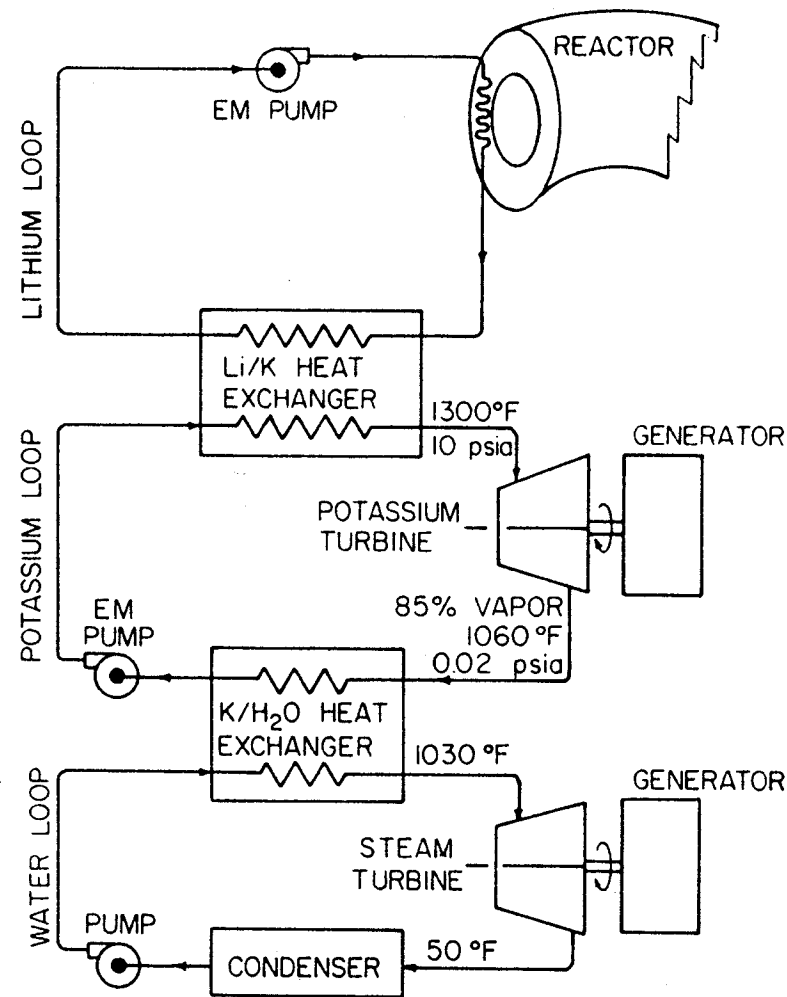 REACTOR
EM PUMP
LITHIUM LOOP
Li/K HEAT
EXCHANGER
1300°F
10 psia
GENERATOR
POTASSIUM LOOP
POTASSIUM
TURBINE
EM
PUMP
85% VAPOR
1060°F
0.02 psia
K/H₂O HEAT
EXCHANGER
1030°F
GENERATOR
WATER LOOP
STEAM
TURBINE
PUMP
CONDENSER
50°F